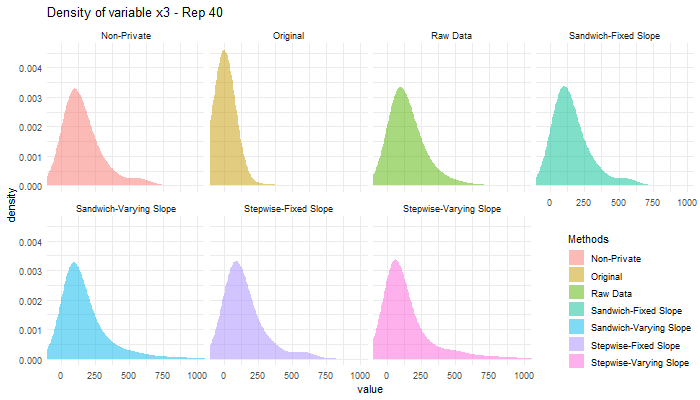 Density of variable x3 - Rep 40
Non-Private
Original
Raw Data
Sandwich-Fixed Slope
0.004
0.003
0.002
0.001
0.000
0 250 500 750 1000
density
Sandwich-Varying Slope
Stepwise-Fixed Slope
Stepwise-Varying Slope
0.004
0.003
0.002
0.001
0.000
0 250 500 750 1000
0 250 500 750 1000
0 250 500 750 1000
value
Methods
Non-Private
Original
Raw Data
Sandwich-Fixed Slope
Sandwich-Varying Slope
Stepwise-Fixed Slope
Stepwise-Varying Slope